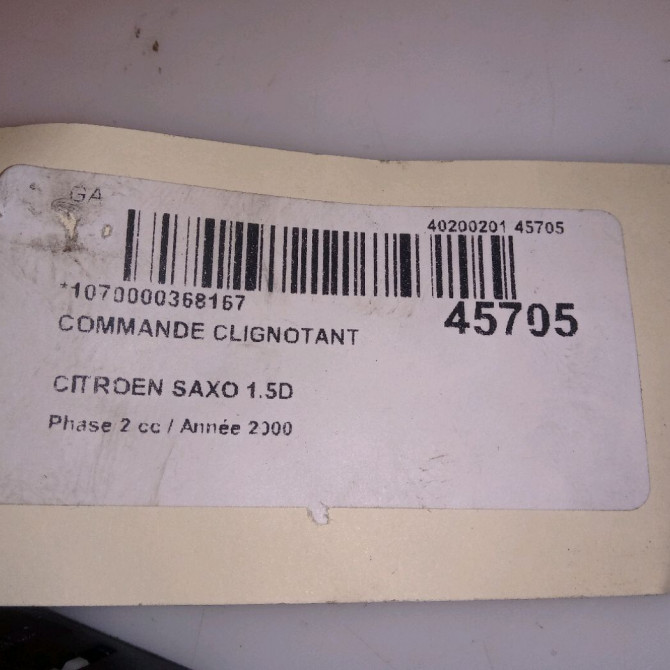 GA
40200201 45705
*1070000368167
45705
COMMANDE CLIGNOTANT
CITROEN SAXO 1.5D
Phase 2 cc / Année 2000